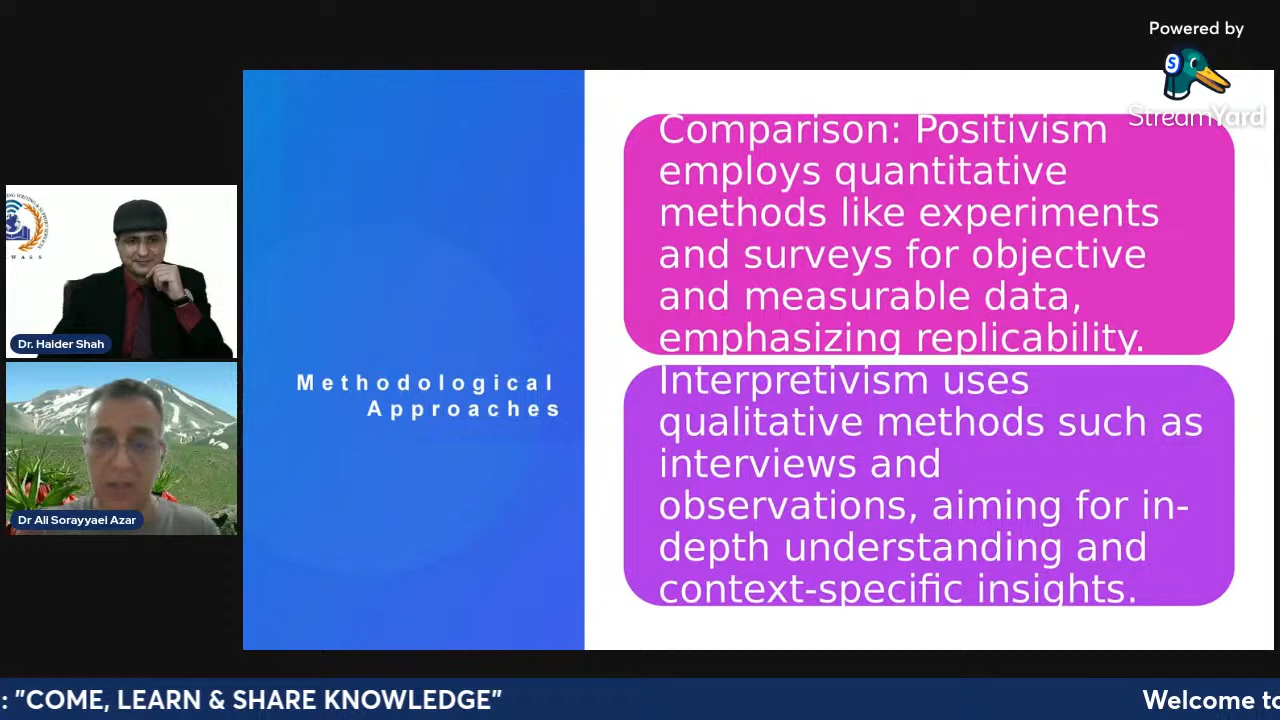 Powered by
StreamYard
Comparison: Positivism
employs quantitative
methods like experiments
and surveys for objective
and measurable data,
emphasizing replicability.
Interpretivism uses
qualitative methods such as
interviews and
observations, aiming for in-
depth understanding and
context-specific insights.
Methodological
Approaches
Dr. Haider Shah
Dr Ali Sorayyaei Azar
: "COME, LEARN & SHARE KNOWLEDGE"
Welcome to